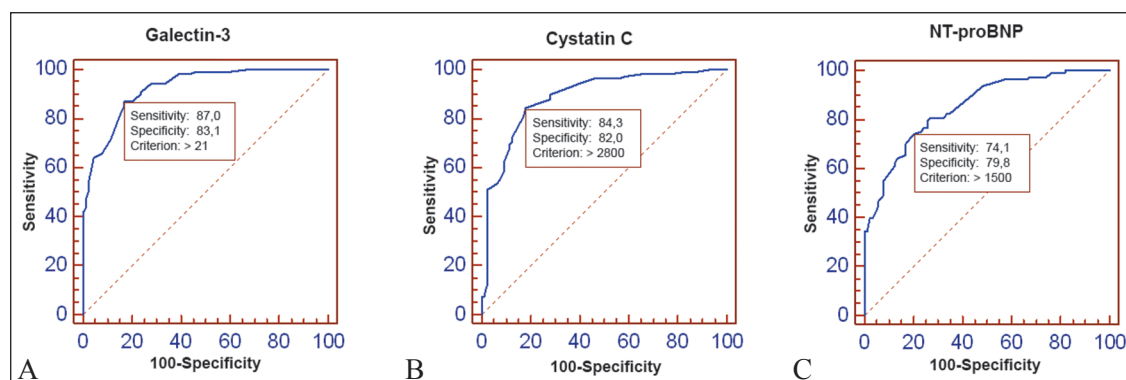 Galectin-3
100
80
60
40
20
0
Sensitivity
Sensitivity: 87,0
Specificity: 83,1
Criterion: > 21
0 20 40 60 80 100
100-Specificity
A
Cystatin C
100
80
60
40
20
0
Sensitivity
Sensitivity: 84,3
Specificity: 82,0
Criterion: > 2800
0 20 40 60 80 100
100-Specificity
B
NT-proBNP
100
80
60
40
20
0
Sensitivity
Sensitivity: 74,1
Specificity: 79,8
Criterion: > 1500
0 20 40 60 80 100
100-Specificity
C